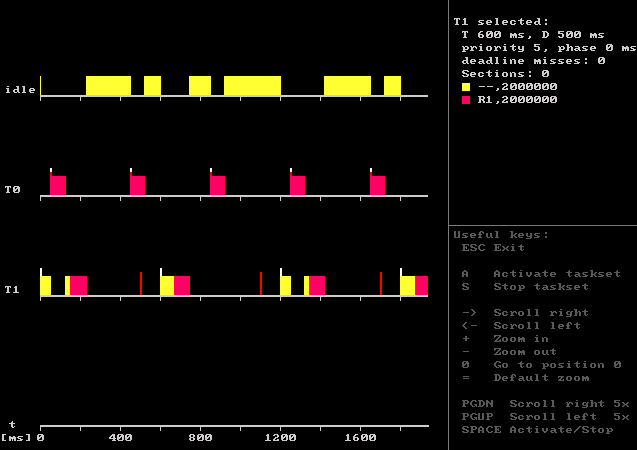 T1 selected:
T 600 ms, D 500 ms
priority 5, phase 0 ms
deadline misses: 0
Sections: 0
--,2000000
R1,2000000
idle
T0
T1
t
[ms] 0 400 800 1200 1600
Useful keys:
ESC Exit
A Activate taskset
S Stop taskset
-> Scroll right
<- Scroll left
+ Zoom in
- Zoom out
0 Go to position 0
= Default zoom
PGDN Scroll right 5x
PGUP Scroll left 5x
SPACE Activate/Stop